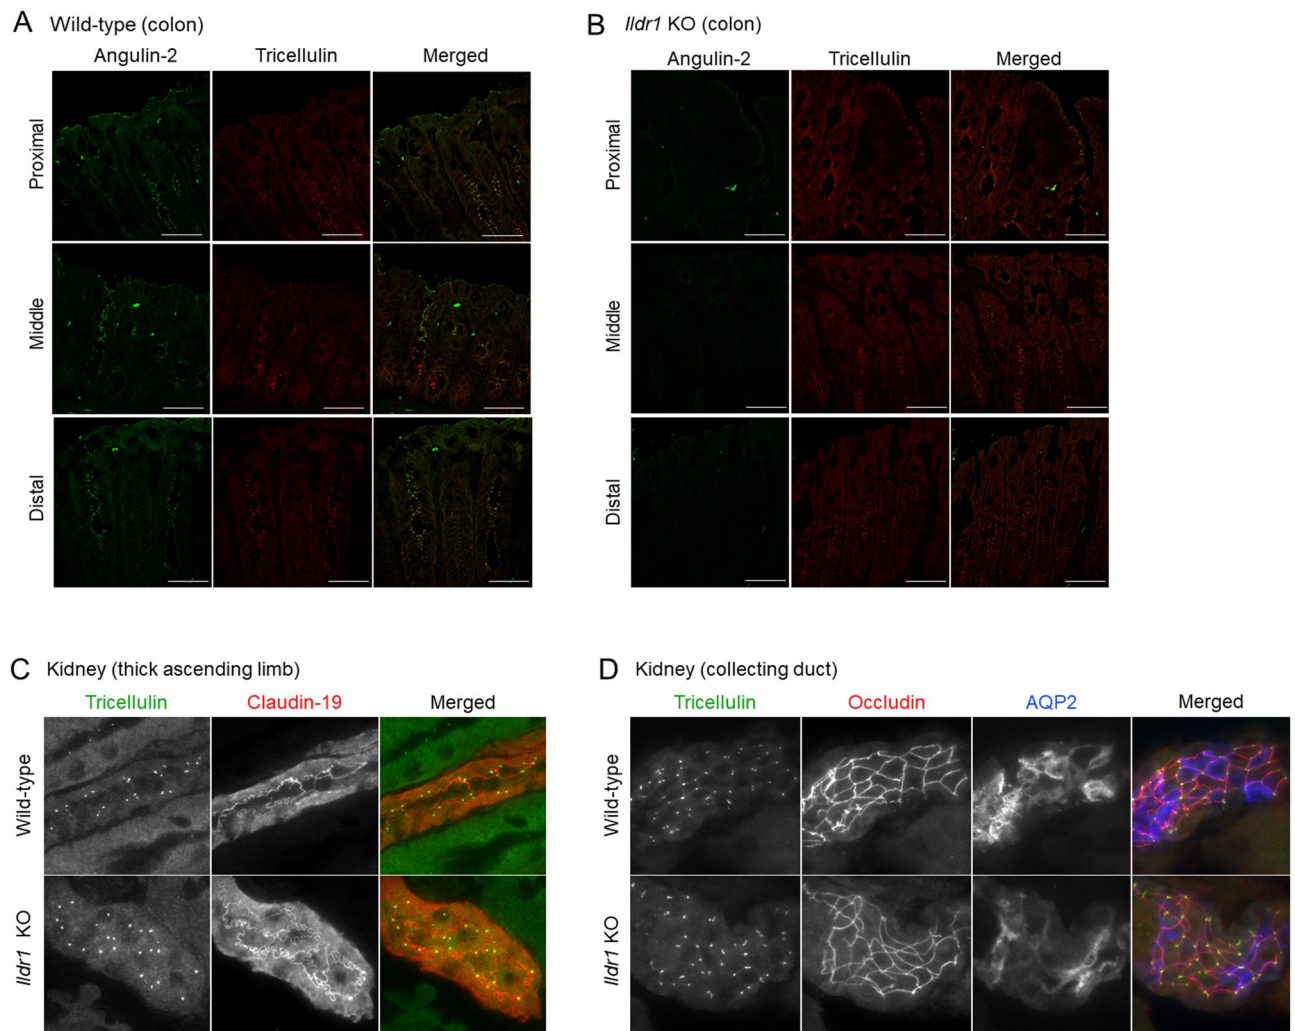 A Wild-type (colon)
Angulin-2 Tricellulin Merged
Proximal
Middle
Distal
B Ildr1 KO (colon)
Angulin-2 Tricellulin Merged
Proximal
Middle
Distal
C Kidney (thick ascending limb)
Tricellulin Claudin-19 Merged
Wild-type
Ildr1 KO
D Kidney (collecting duct)
Tricellulin Occludin AQP2 Merged
Wild-type
Ildr1 KO